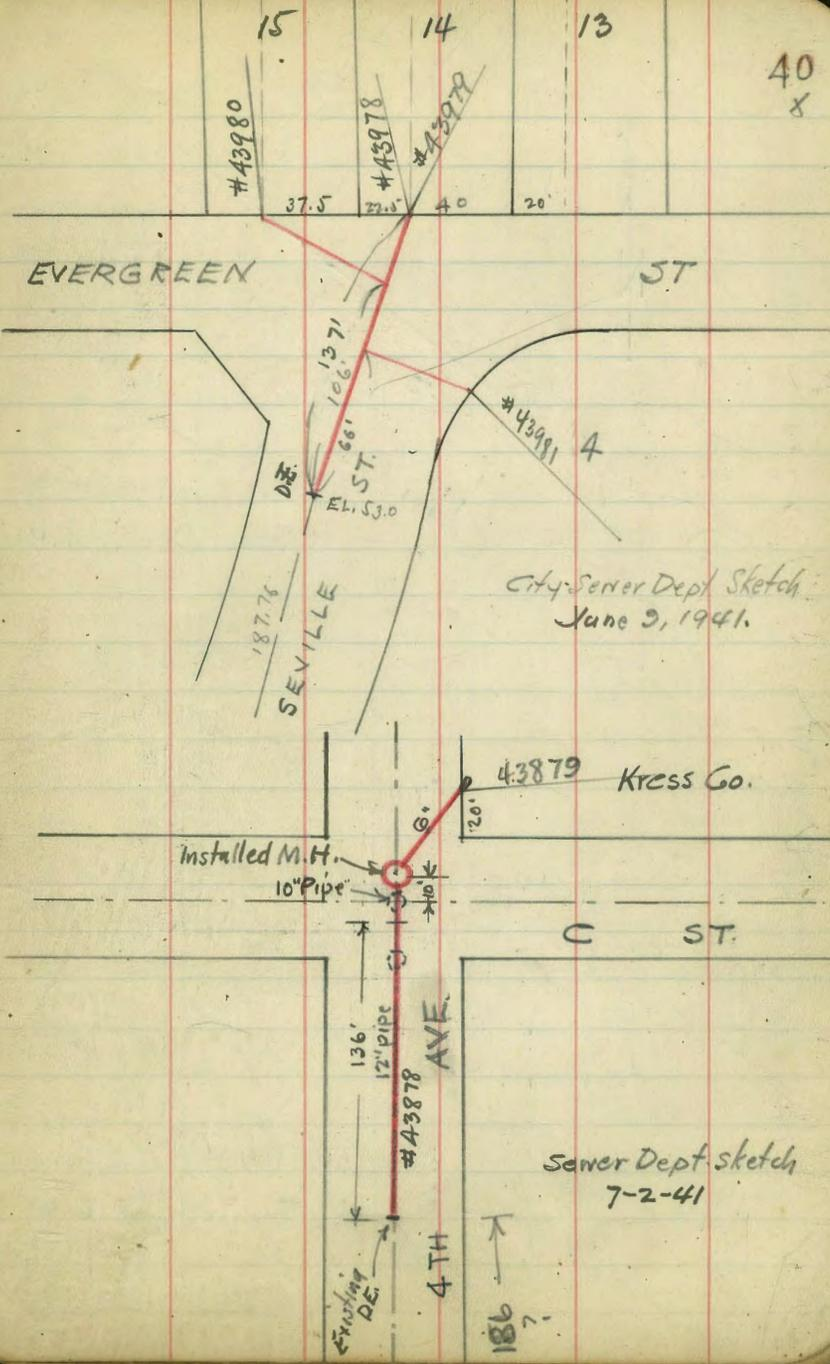 15 14 13
40
x
#43980
#43978
#43979
37.5 22.5' 40 20'
EVERGREEN ST
137'
106'
66'
ST.
D.E.
EL. 53.0
#43981
4
187.76
SEVILLE
City Sewer Dept Sketch
June 9, 1941.
43879 Kress Co.
6"
20'
Installed M.H.
10" Pipe
10'
C ST.
136'
12" pipe
#43878
AVE.
4TH
Sewer Dept. Sketch
7-2-41
Existing
D.E.
186
?